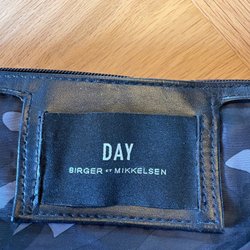 DAY
BIRGER ET MIKKELSEN